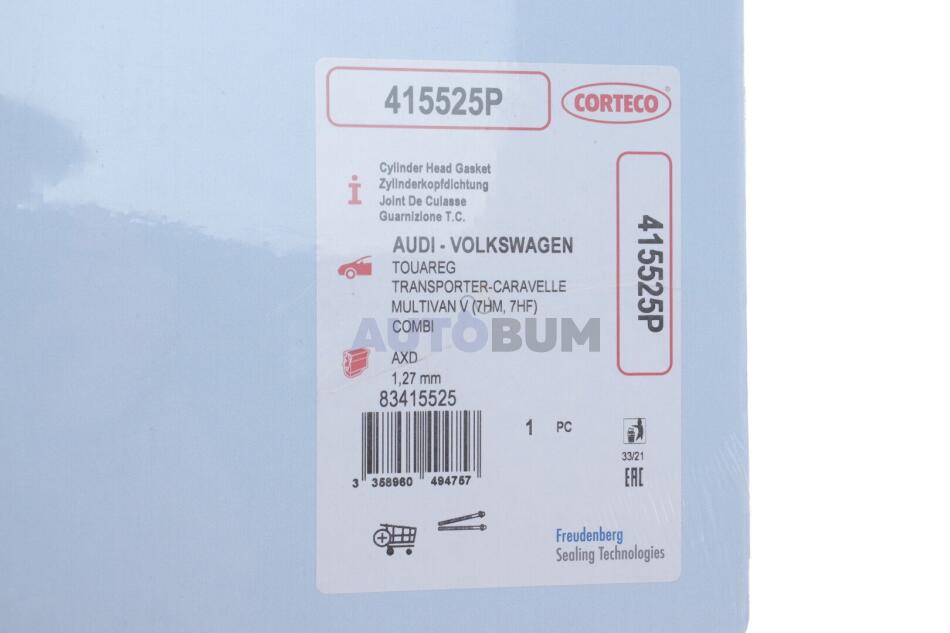 415525P
CORTECO®
Cylinder Head Gasket
Zylinderkopfdichtung
Joint De Culasse
Guarnizione T.C.
415525P
AUDI - VOLKSWAGEN
TOUAREG
TRANSPORTER-CARAVELLE
MULTIVAN V (7HM, 7HF)
COMBI
AUTOBUM
AXD
1,27 mm
83415525
1 PC
33/21
EAC
3 358960 494757
Freudenberg
Sealing Technologies